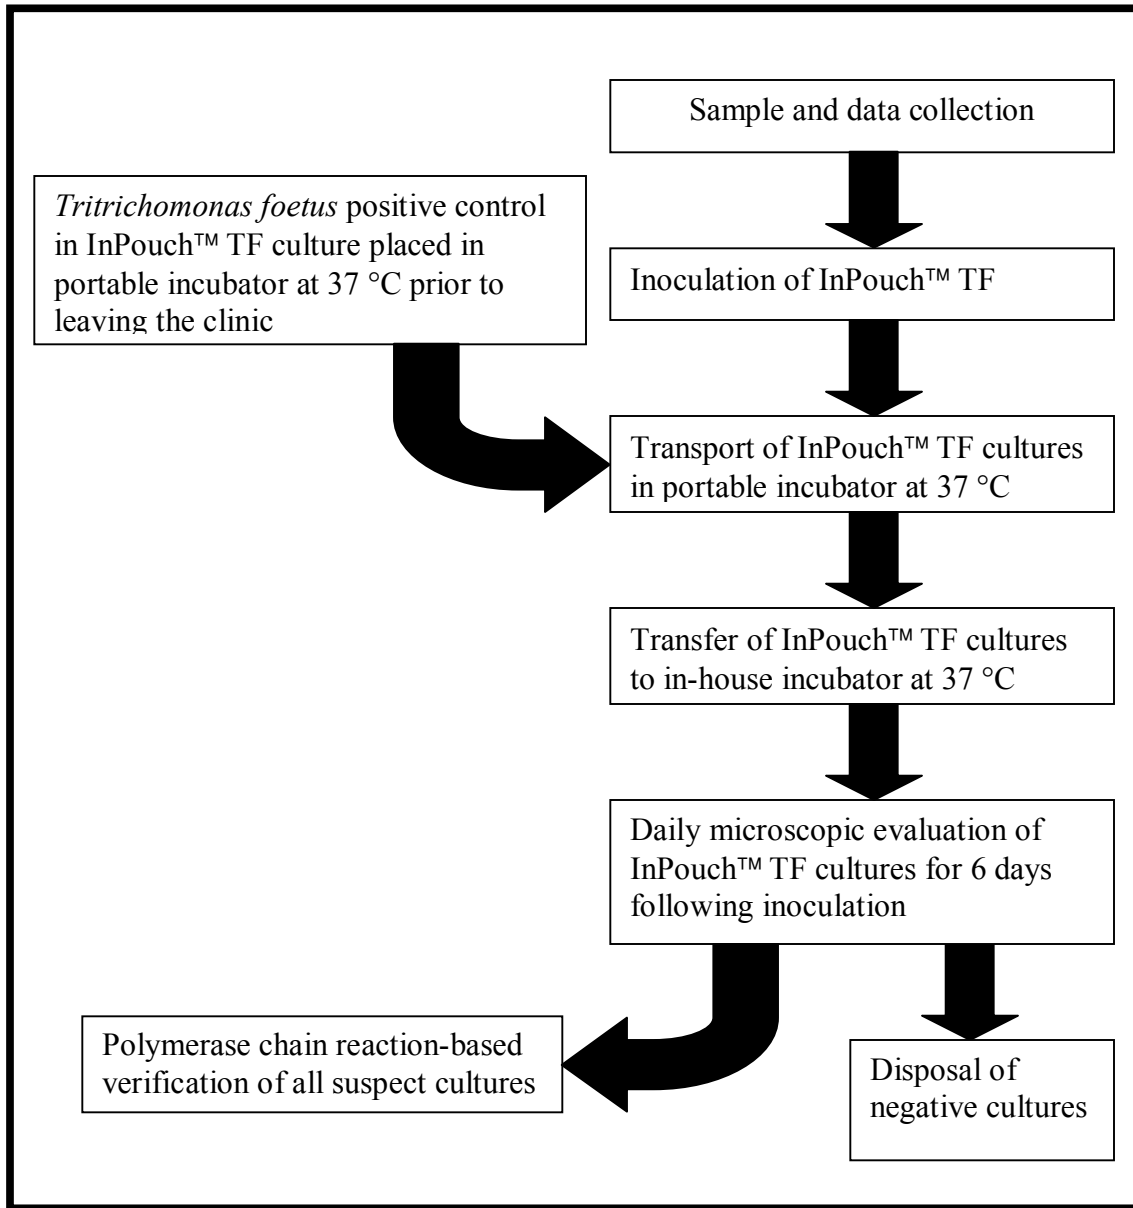 Sample and data collection
Tritrichomonas foetus positive control
in InPouch™ TF culture placed in
portable incubator at 37 °C prior to
leaving the clinic
Inoculation of InPouch™ TF
Transport of InPouch™ TF cultures
in portable incubator at 37 °C
Transfer of InPouch™ TF cultures
to in-house incubator at 37 °C
Daily microscopic evaluation of
InPouch™ TF cultures for 6 days
following inoculation
Polymerase chain reaction-based
verification of all suspect cultures
Disposal of
negative cultures